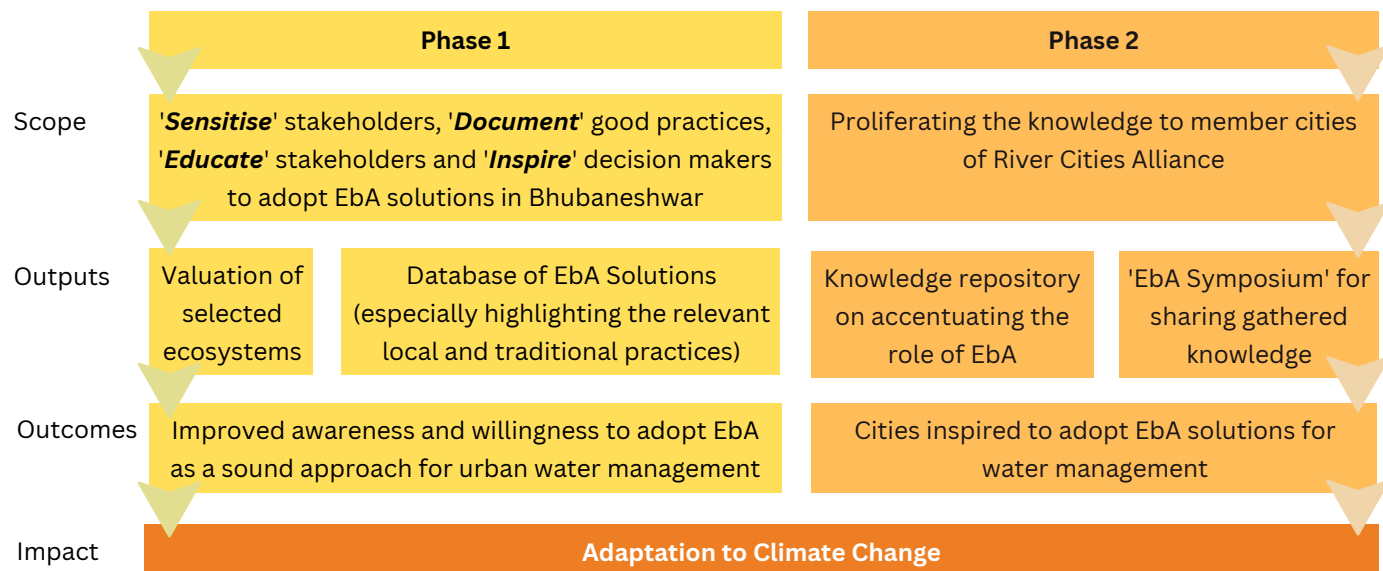 Phase 1
Phase 2
Scope
'Sensitise' stakeholders, 'Document' good practices,
'Educate' stakeholders and 'Inspire' decision makers
to adopt EbA solutions in Bhubaneshwar
Proliferating the knowledge to member cities
of River Cities Alliance
Outputs
Valuation of
selected
ecosystems
Database of EbA Solutions
(especially highlighting the relevant
local and traditional practices)
Knowledge repository
on accentuating the
role of EbA
'EbA Symposium' for
sharing gathered
knowledge
Outcomes
Improved awareness and willingness to adopt EbA
as a sound approach for urban water management
Cities inspired to adopt EbA solutions for
water management
Impact
Adaptation to Climate Change